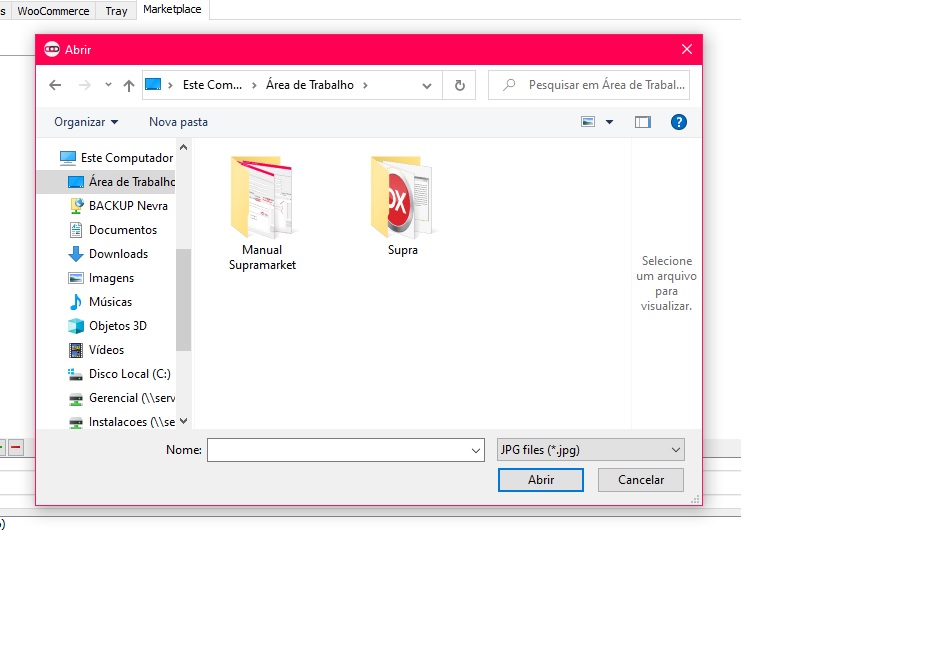 s
WooCommerce
Tray
Marketplace
Abrir
Este Com...
Área de Trabalho
Pesquisar em Área de Trabal...
Organizar
Nova pasta
?
Este Computador
Área de Trabalho
BACKUP Nevra
Documentos
Downloads
Imagens
Músicas
Objetos 3D
Vídeos
Disco Local (C:)
Gerencial (\\serv
Instalacoes (\\se
Manual
Supramarket
OX
Supra
Selecione
um arquivo
para
visualizar.
Nome:
JPG files (*.jpg)
Abrir
Cancelar
)